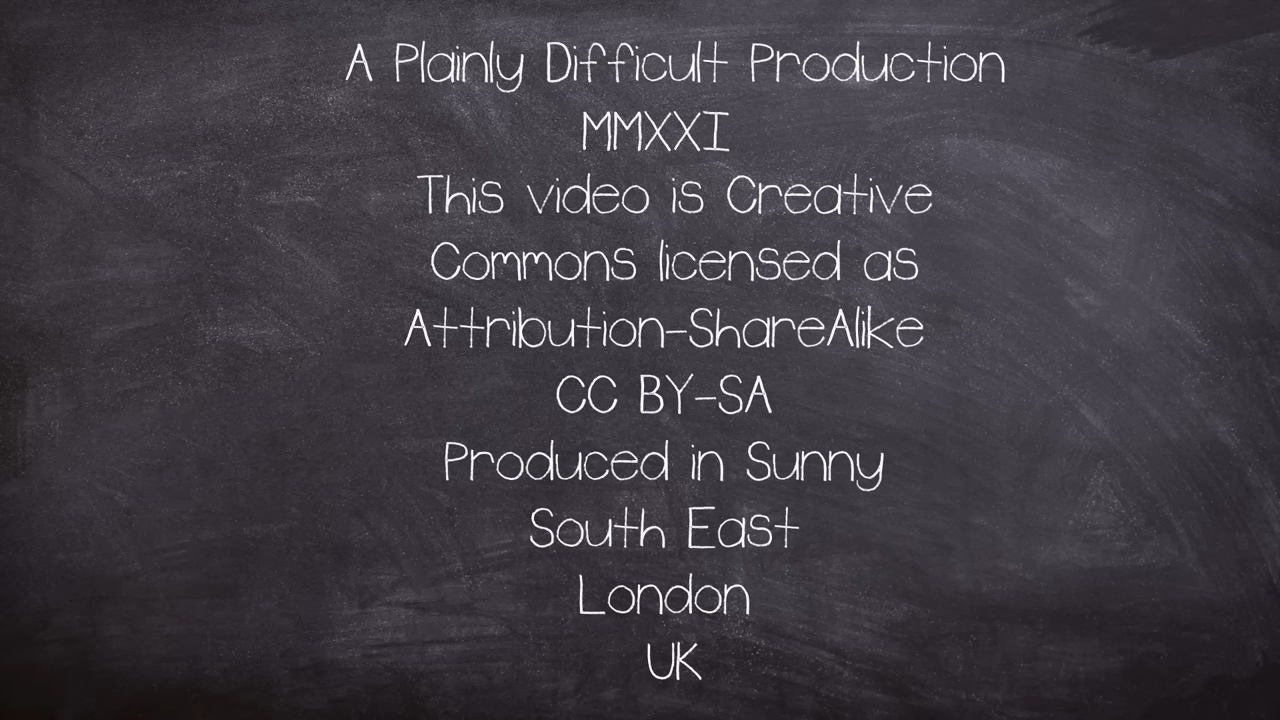 A Plainly Difficult Production
MMXXI
This video is Creative
Commons licensed as
Attribution-ShareAlike
CC BY-SA
Produced in Sunny
South East
London
UK